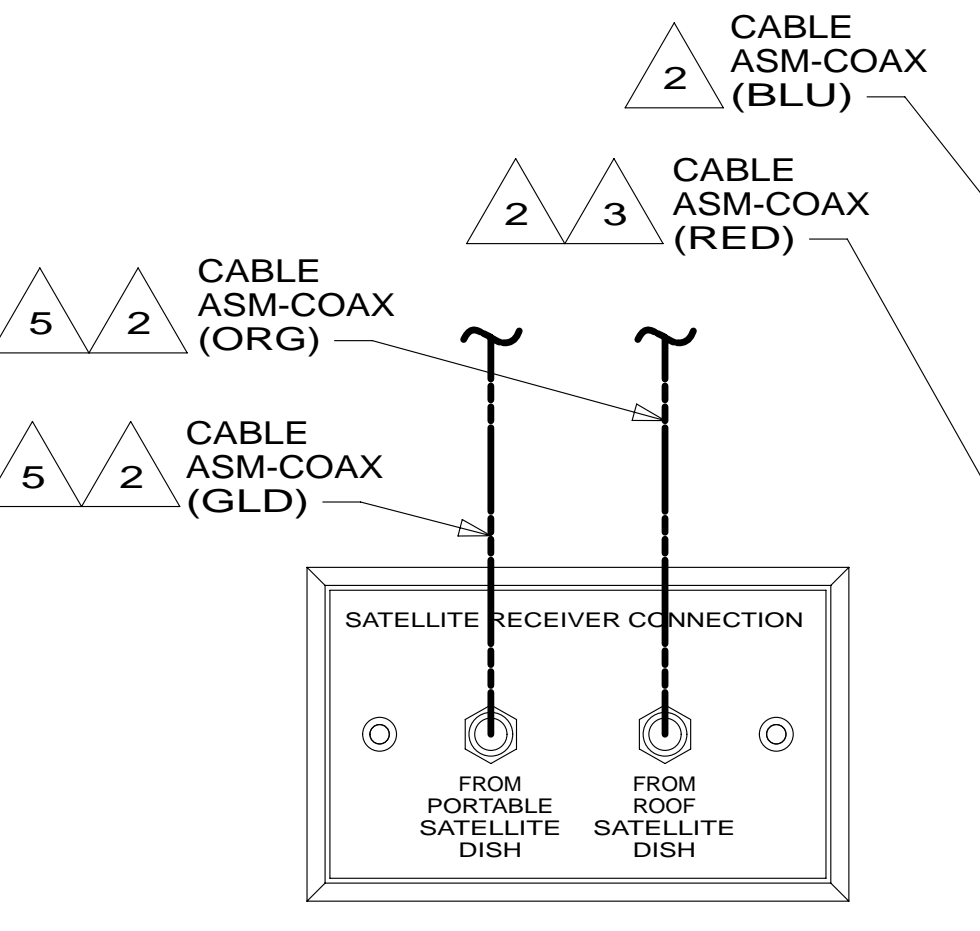 CABLE
ASM-COAX
2 (BLU)
CABLE
ASM-COAX
2 3 (RED)
CABLE
ASM-COAX
5 2 (ORG)
CABLE
ASM-COAX
5 2 (GLD)
SATELLITE RECEIVER CONNECTION
FROM
PORTABLE
SATELLITE
DISH
FROM
ROOF
SATELLITE
DISH